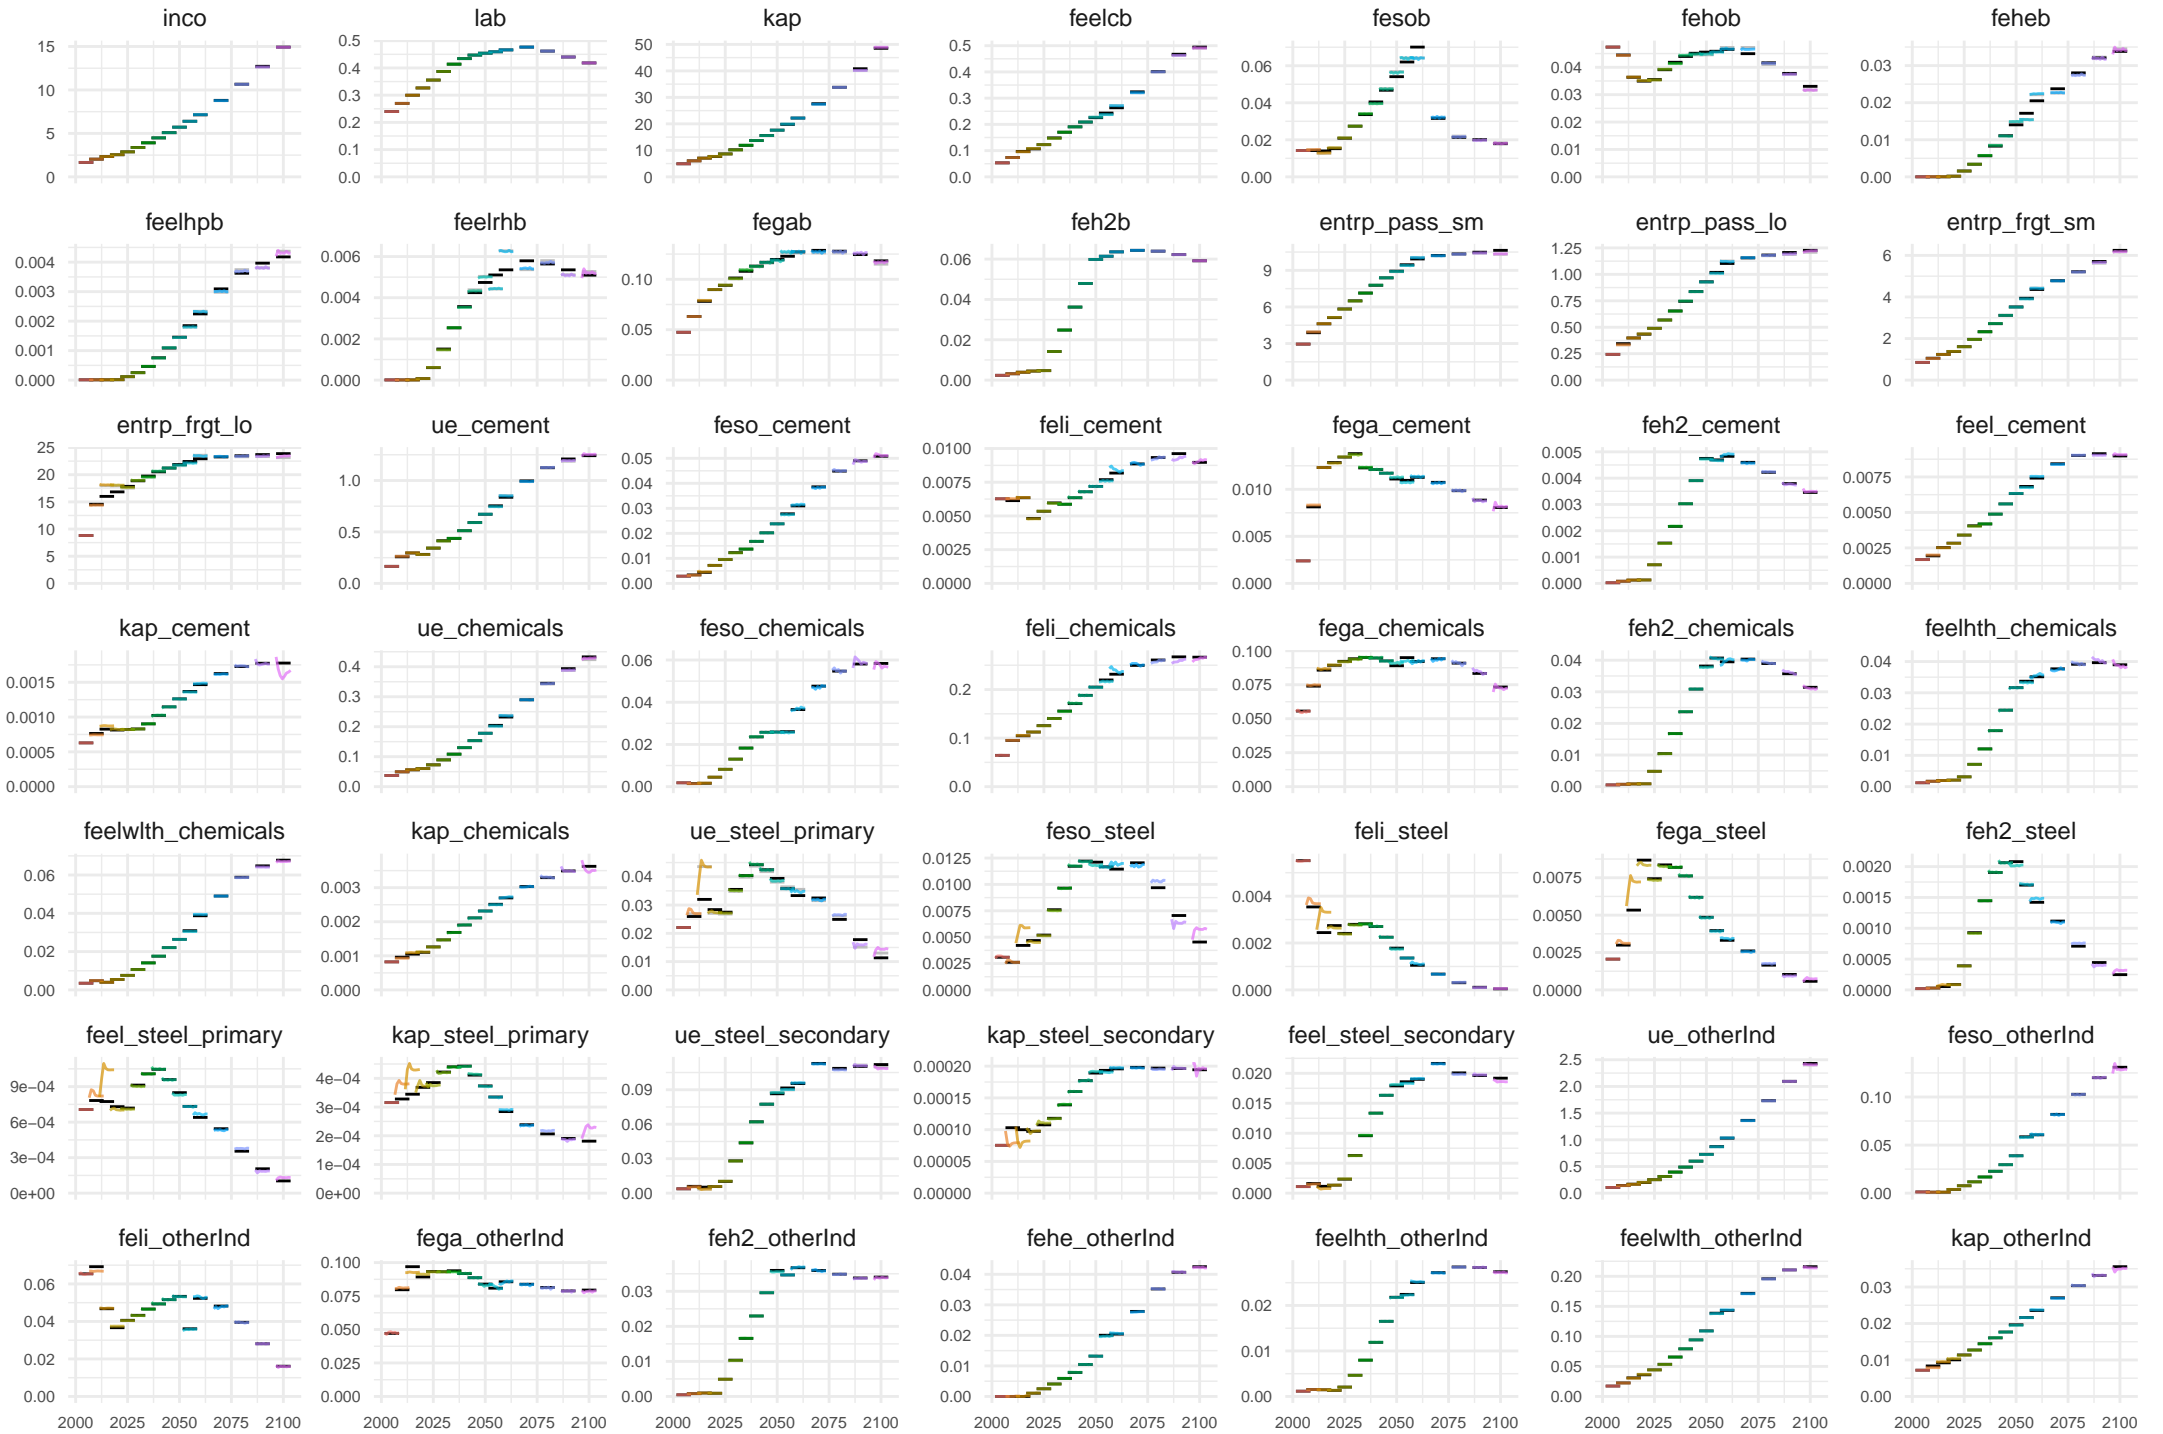 inco lab kap feelcb fesob fehob feheb
15 10 5 0
0.5 0.4 0.3 0.2 0.1 0.0
50 40 30 20 10 0
0.5 0.4 0.3 0.2 0.1 0.0
0.06 0.04 0.02 0.00
0.04 0.03 0.02 0.01 0.00
0.03 0.02 0.01 0.00
feelhpb feelrhb fegab feh2b entrp_pass_sm entrp_pass_lo entrp_frgt_sm
0.004 0.003 0.002 0.001 0.000
0.006 0.004 0.002 0.000
0.10 0.05 0.00
0.06 0.04 0.02 0.00
9 6 3 0
1.25 1.00 0.75 0.50 0.25 0.00
6 4 2 0
entrp_frgt_lo ue_cement feso_cement feli_cement fega_cement feh2_cement feel_cement
25 20 15 10 5 0
1.0 0.5 0.0
0.05 0.04 0.03 0.02 0.01 0.00
0.0100 0.0075 0.0050 0.0025 0.0000
0.010 0.005 0.000
0.005 0.004 0.003 0.002 0.001 0.000
0.0075 0.0050 0.0025 0.0000
kap_cement ue_chemicals feso_chemicals feli_chemicals fega_chemicals feh2_chemicals feelhth_chemicals
0.0015 0.0010 0.0005 0.0000
0.4 0.3 0.2 0.1 0.0
0.06 0.04 0.02 0.00
0.2 0.1 0.0
0.100 0.075 0.050 0.025 0.000
0.04 0.03 0.02 0.01 0.00
0.04 0.03 0.02 0.01 0.00
feelwlth_chemicals kap_chemicals ue_steel_primary feso_steel feli_steel fega_steel feh2_steel
0.06 0.04 0.02 0.00
0.003 0.002 0.001 0.000
0.04 0.03 0.02 0.01 0.00
0.0125 0.0100 0.0075 0.0050 0.0025 0.0000
0.004 0.002 0.000
0.0075 0.0050 0.0025 0.0000
0.0020 0.0015 0.0010 0.0005 0.0000
feel_steel_primary kap_steel_primary ue_steel_secondary kap_steel_secondary feel_steel_secondary ue_otherInd feso_otherInd
9e−04 6e−04 3e−04 0e+00
4e−04 3e−04 2e−04 1e−04 0e+00
0.09 0.06 0.03 0.00
0.00020 0.00015 0.00010 0.00005 0.00000
0.020 0.015 0.010 0.005 0.000
2.5 2.0 1.5 1.0 0.5 0.0
0.10 0.05 0.00
feli_otherInd fega_otherInd feh2_otherInd fehe_otherInd feelhth_otherInd feelwlth_otherInd kap_otherInd
0.06 0.04 0.02 0.00
0.100 0.075 0.050 0.025 0.000
0.03 0.02 0.01 0.00
0.04 0.03 0.02 0.01 0.00
0.02 0.01 0.00
0.20 0.15 0.10 0.05 0.00
0.03 0.02 0.01 0.00
2000 2025 2050 2075 2100 2000 2025 2050 2075 2100 2000 2025 2050 2075 2100 2000 2025 2050 2075 2100 2000 2025 2050 2075 2100 2000 2025 2050 2075 2100 2000 2025 2050 2075 2100